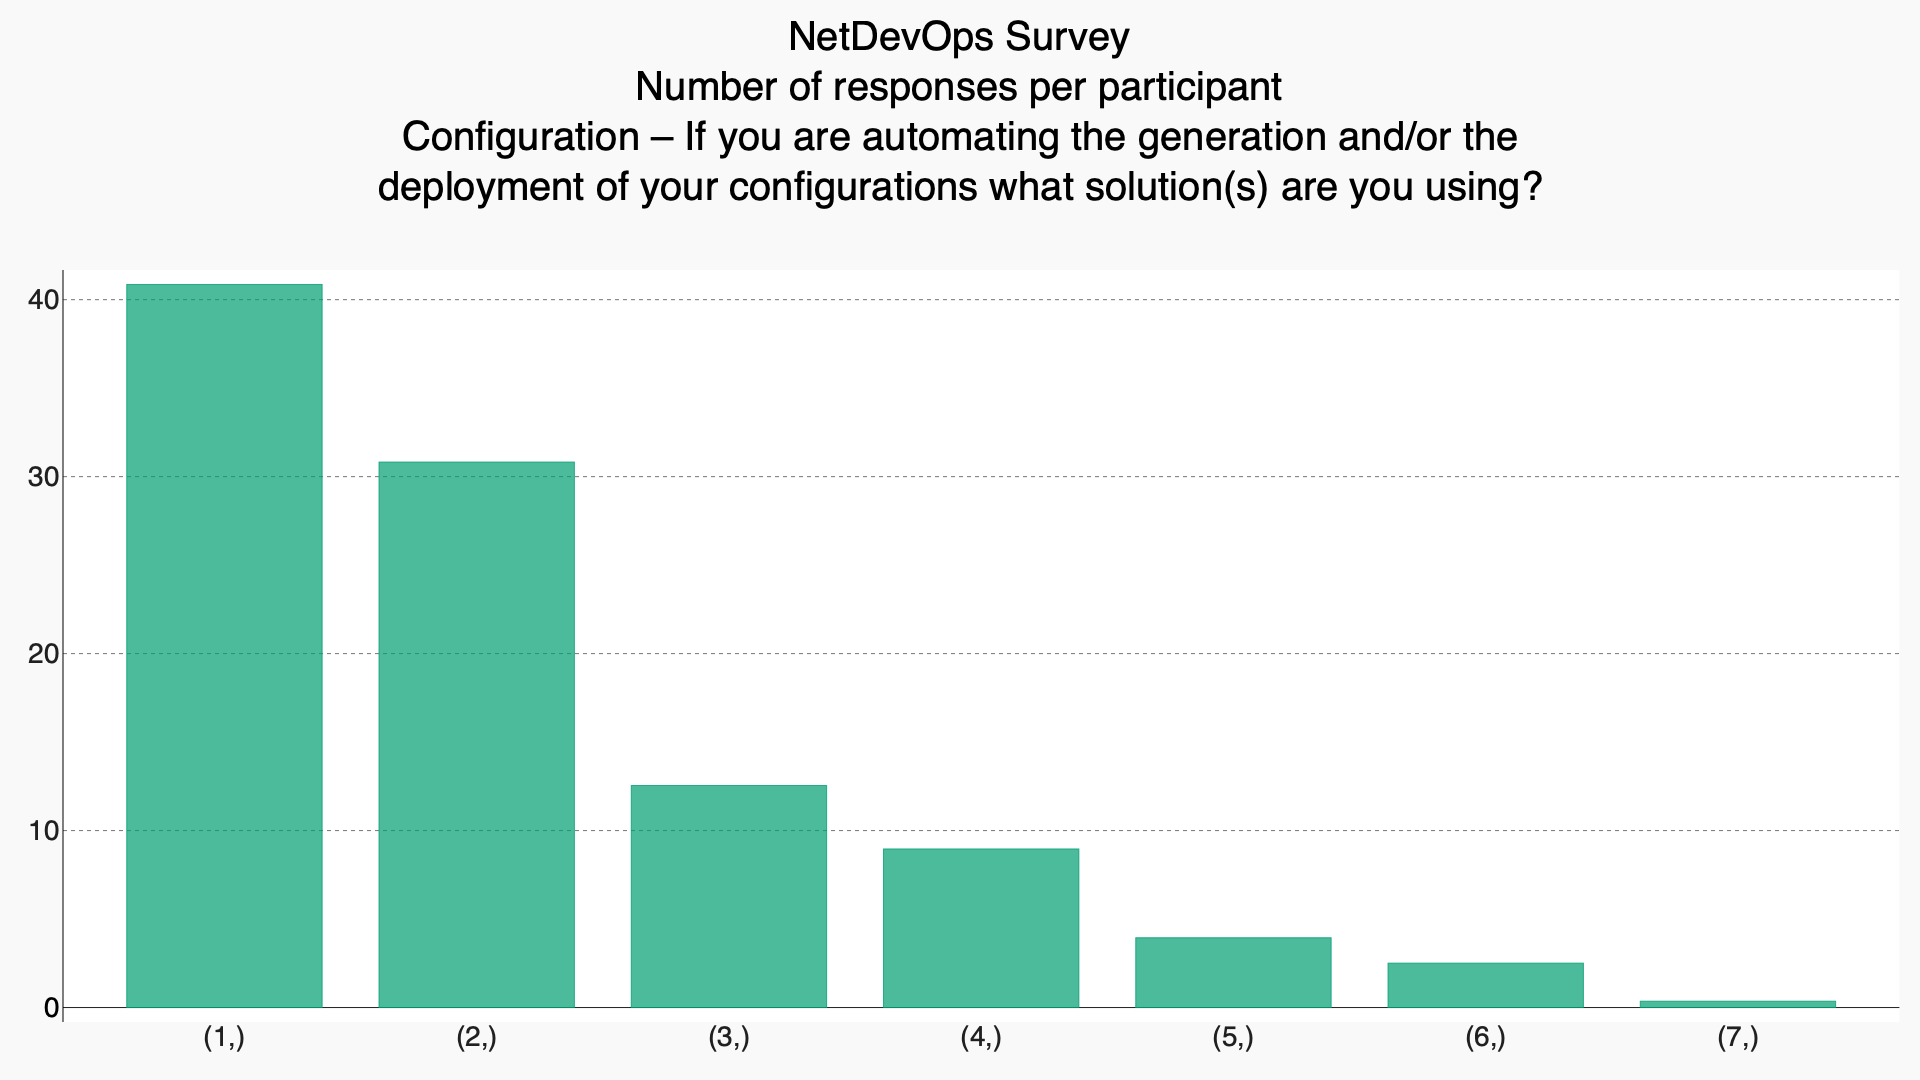 NetDevOps Survey
Number of responses per participant
Configuration – If you are automating the generation and/or the
deployment of your configurations what solution(s) are you using?
40
30
20
10
0
(1,) (2,) (3,) (4,) (5,) (6,) (7,)